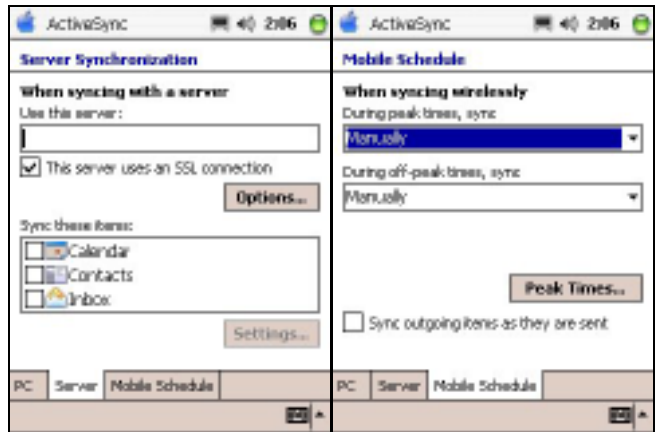 ActiveSync 2:06
Server Synchronization
When syncing with a server
Use this server:
This server uses an SSL connection
Options...
Sync these items:
Calendar
Contacts
Inbox
Settings...
PC Server Mobile Schedule
ActiveSync 2:06
Mobile Schedule
When syncing wirelessly
During peak times, sync
Manually
During off-peak times, sync
Manually
Peak Times...
Sync outgoing items as they are sent
PC Server Mobile Schedule